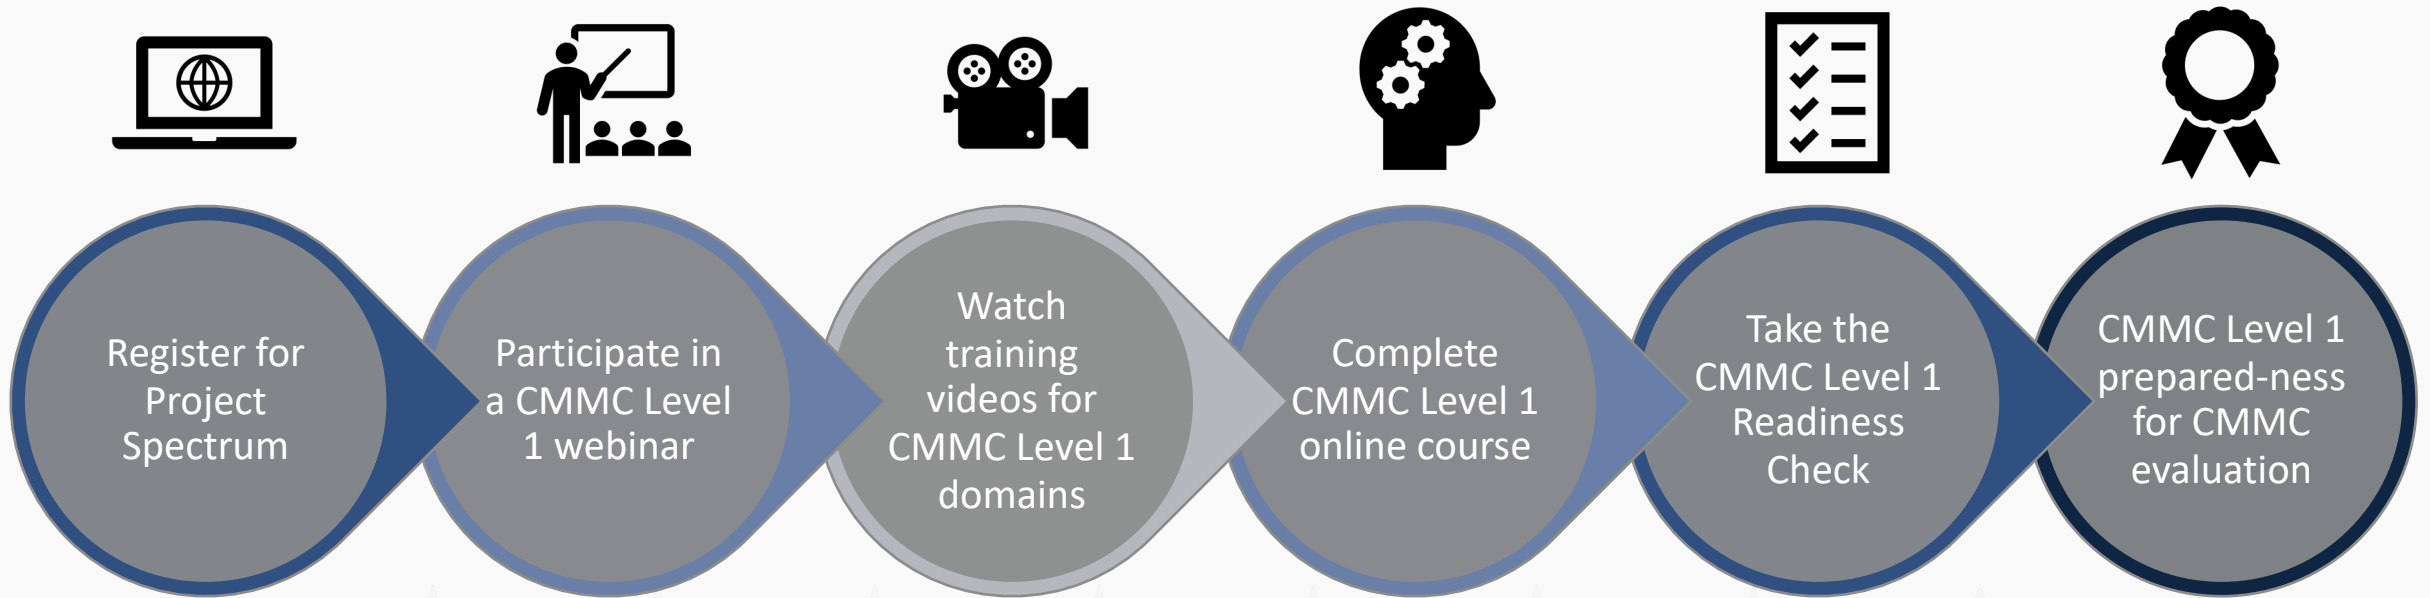 Register for
Project
Spectrum
Participate in
a CMMC Level
1 webinar
Watch
training
videos for
CMMC Level 1
domains
Complete
CMMC Level 1
online course
Take the
CMMC Level 1
Readiness
Check
CMMC Level 1
prepared-ness
for CMMC
evaluation